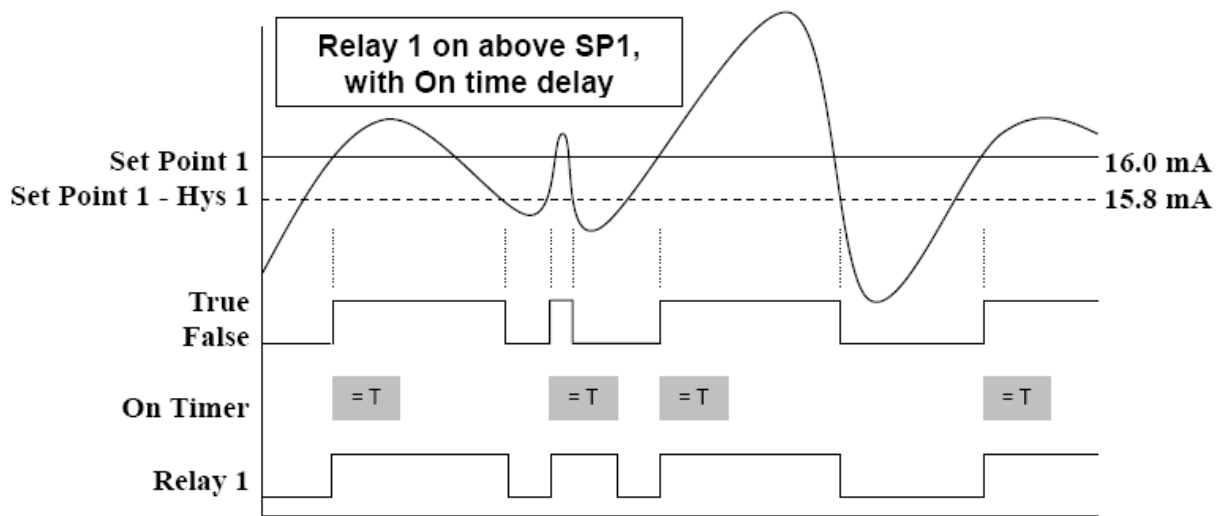 Relay 1 on above SP1,
with On time delay
Set Point 1
16.0 mA
Set Point 1 - Hys 1
15.8 mA
True
False
On Timer
= T
= T
= T
= T
Relay 1